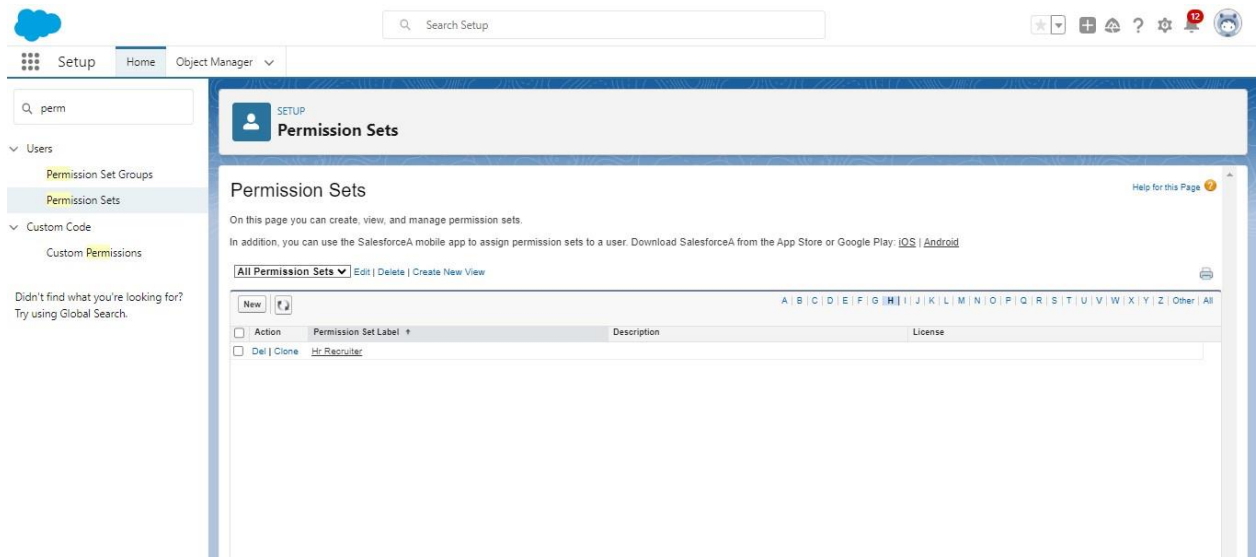 Search Setup
12
Setup Home Object Manager
perm
Users
Permission Set Groups
Permission Sets
Custom Code
Custom Permissions
Didn't find what you're looking for?
Try using Global Search.
SETUP
Permission Sets
Permission Sets
Help for this Page
On this page you can create, view, and manage permission sets.
In addition, you can use the SalesforceA mobile app to assign permission sets to a user. Download SalesforceA from the App Store or Google Play: iOS | Android
All Permission Sets Edit | Delete | Create New View
New A | B | C | D | E | F | G | H | I | J | K | L | M | N | O | P | Q | R | S | T | U | V | W | X | Y | Z | Other | All
Action Permission Set Label Description License
Del | Clone Hr Recruiter